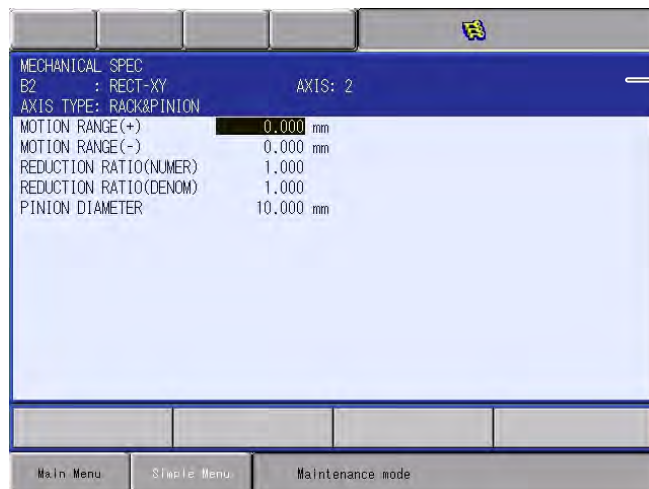 MECHANICAL SPEC
B2 : RECT-XY AXIS: 2
AXIS TYPE: RACK&PINION
MOTION RANGE(+) 0.000 mm
MOTION RANGE(-) 0.000 mm
REDUCTION RATIO(NUMER) 1.000
REDUCTION RATIO(DENOM) 1.000
PINION DIAMETER 10.000 mm
Main Menu Simple Menu Maintenance mode